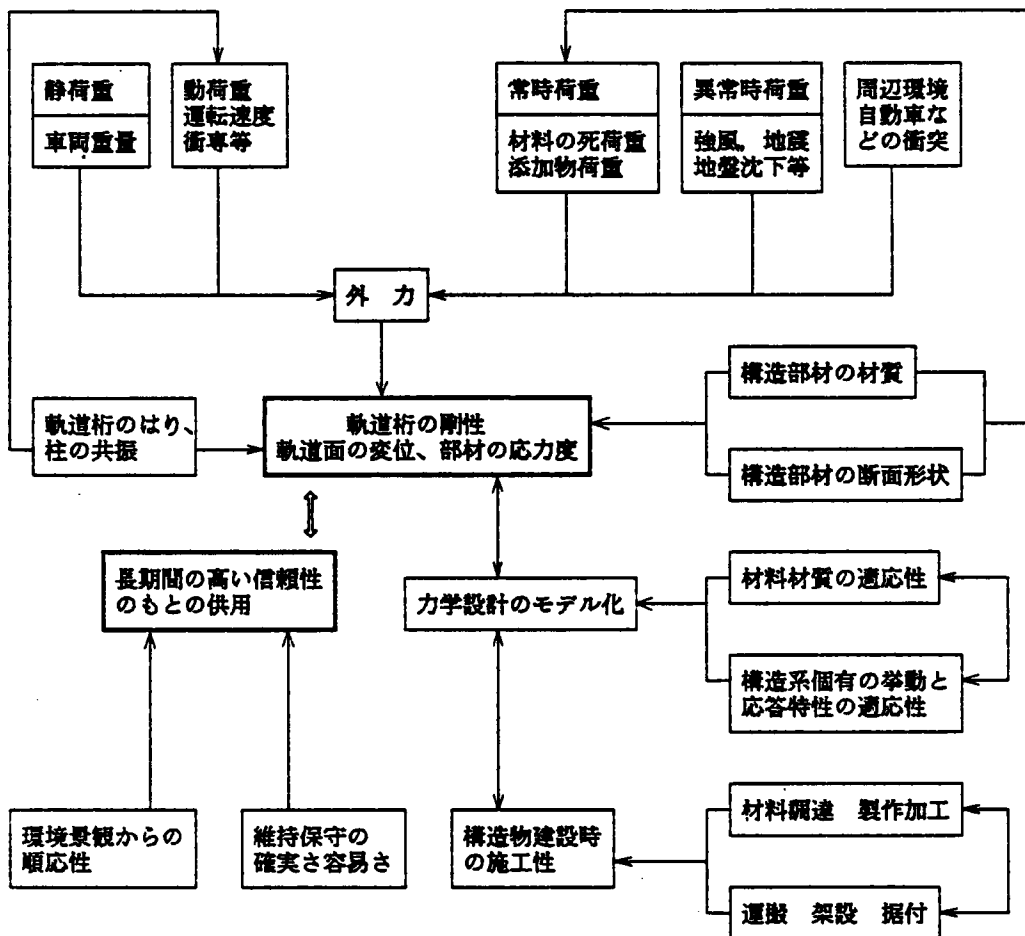 静荷重
車両重量
動荷重
運転速度
衝専等
常時荷重
材料の死荷重
添加物荷重
異常時荷重
強風，地震
地盤沈下等
周辺環境
自動車な
どの衝突
外 力
構造部材の材質
軌道桁のはり、
柱の共振
軌道桁の剛性
軌道面の変位、部材の応力度
構造部材の断面形状
長期間の高い信頼性
のもとの供用
力学設計のモデル化
材料材質の適応性
構造系個有の挙動と
応答特性の適応性
環境景観からの
順応性
維持保守の
確実さ容易さ
構造物建設時
の施工性
材料調達 製作加工
運搬 架設 据付